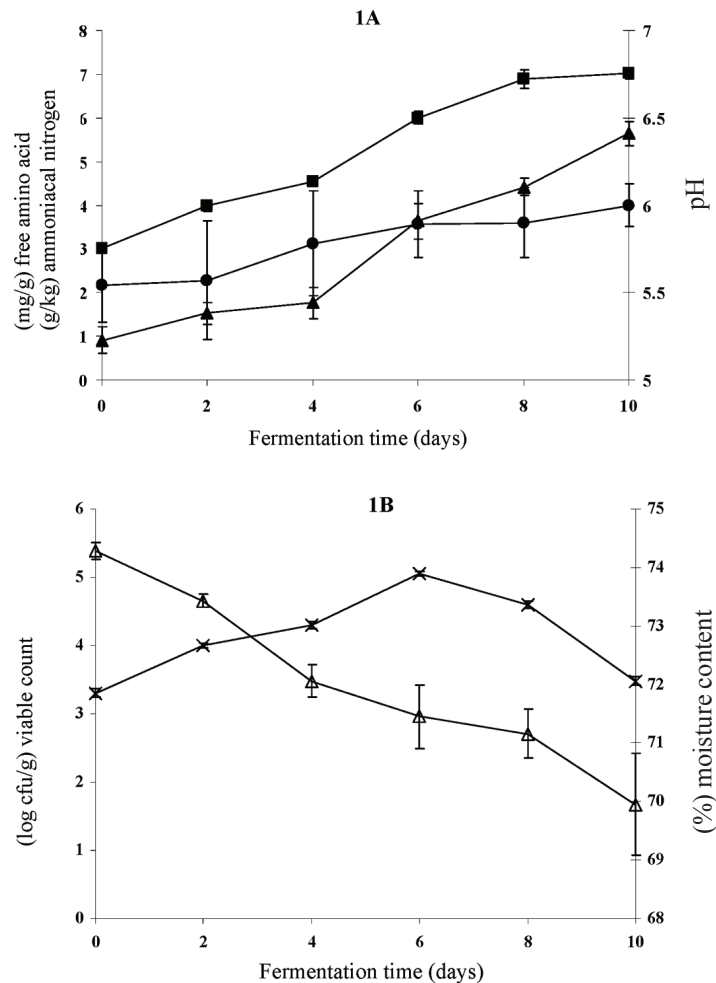 1A
8
7
6
5
4
3
2
1
0
7
6.5
6
5.5
5
(mg/g) free amino acid
(g/kg) ammoniacal nitrogen
pH
0 2 4 6 8 10
Fermentation time (days)
1B
6
5
4
3
2
1
0
75
74
73
72
71
70
69
68
(log cfu/g) viable count
(%) moisture content
0 2 4 6 8 10
Fermentation time (days)